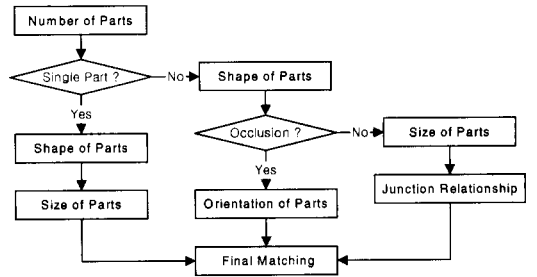 Number of Parts
Single Part ?
No
Shape of Parts
Yes
Occlusion ?
No
Size of Parts
Shape of Parts
Yes
Junction Relationship
Size of Parts
Orientation of Parts
Final Matching